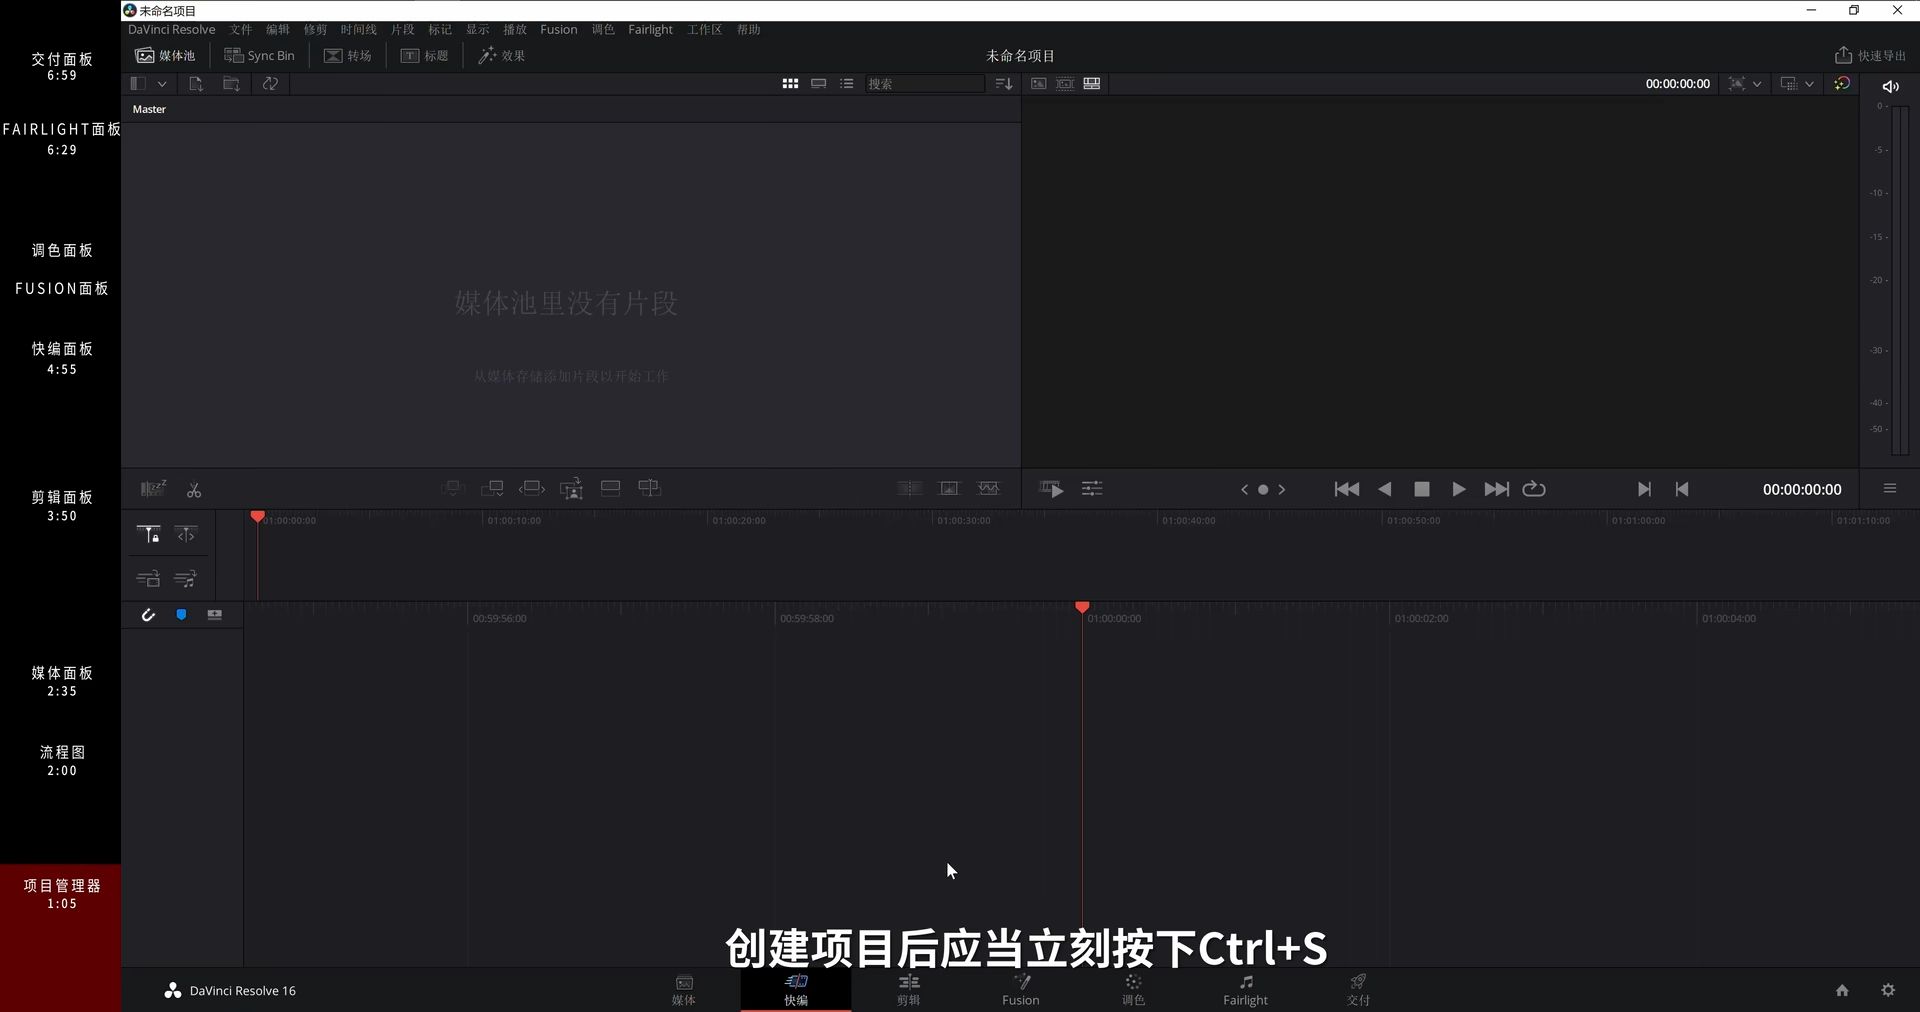 交付面板
6:59
FAIRLIGHT面板
6:29
调色面板
FUSION面板
快编面板
4:55
剪辑面板
3:50
媒体面板
2:35
流程图
2:00
项目管理器
1:05
未命名项目
DaVinci Resolve 文件 编辑 修剪 时间线 片段 标记 显示 播放 Fusion 调色 Fairlight 工作区 帮助
媒体池 Sync Bin 转场 标题 效果 未命名项目 快速导出
搜索 00:00:00:00
Master
0
-5
-10
-15
-20
-30
-40
-50
媒体池里没有片段
从媒体存储添加片段以开始工作
00:00:00:00
01:00:00:00 01:00:10:00 01:00:20:00 01:00:30:00 01:00:40:00 01:00:50:00 01:01:00:00 01:01:10:00
00:59:56:00 00:59:58:00 01:00:00:00 01:00:02:00 01:00:04:00
创建项目后应当立刻按下Ctrl+S
DaVinci Resolve 16
媒体 快编 剪辑 Fusion 调色 Fairlight 交付